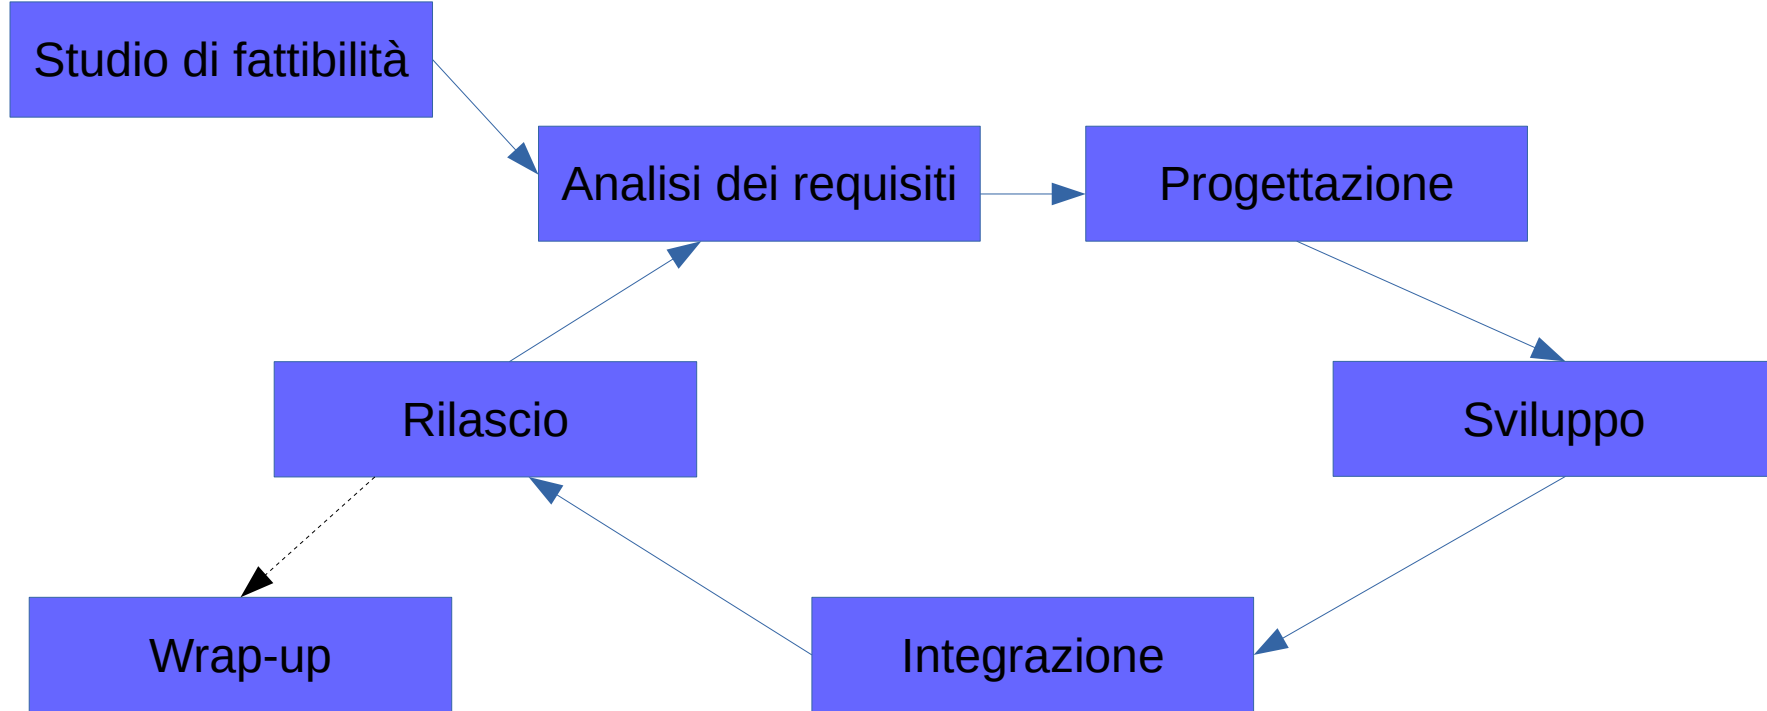 Studio di fattibilità
Analisi dei requisiti
Progettazione
Rilascio
Sviluppo
Wrap-up
Integrazione